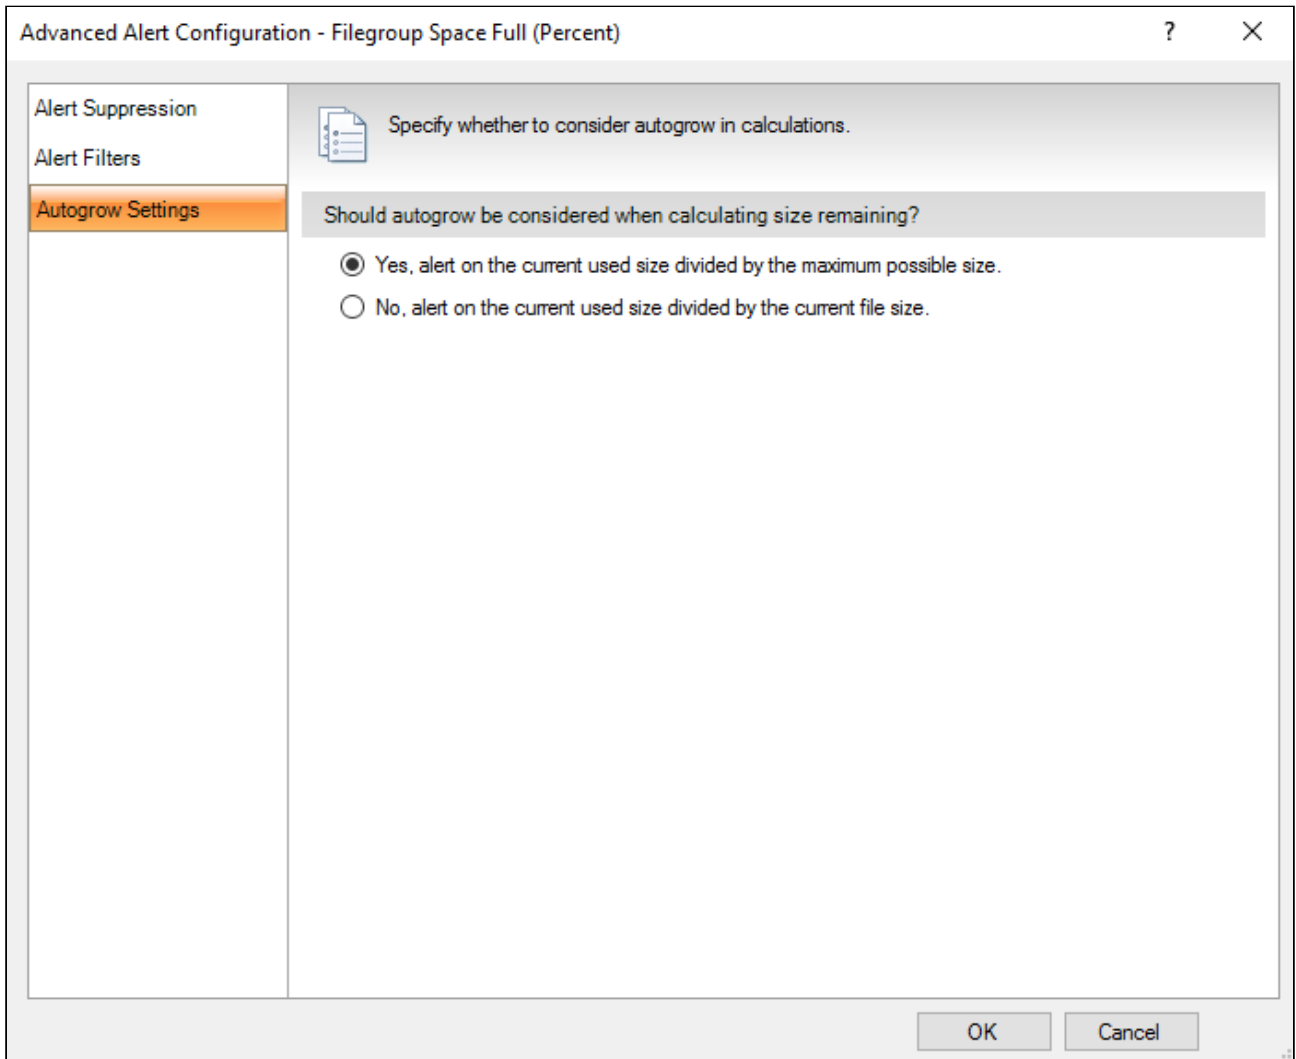 Advanced Alert Configuration - Filegroup Space Full (Percent)
?
Alert Suppression
Alert Filters
Autogrow Settings
Specify whether to consider autogrow in calculations.
Should autogrow be considered when calculating size remaining?
Yes, alert on the current used size divided by the maximum possible size.
No, alert on the current used size divided by the current file size.
OK
Cancel